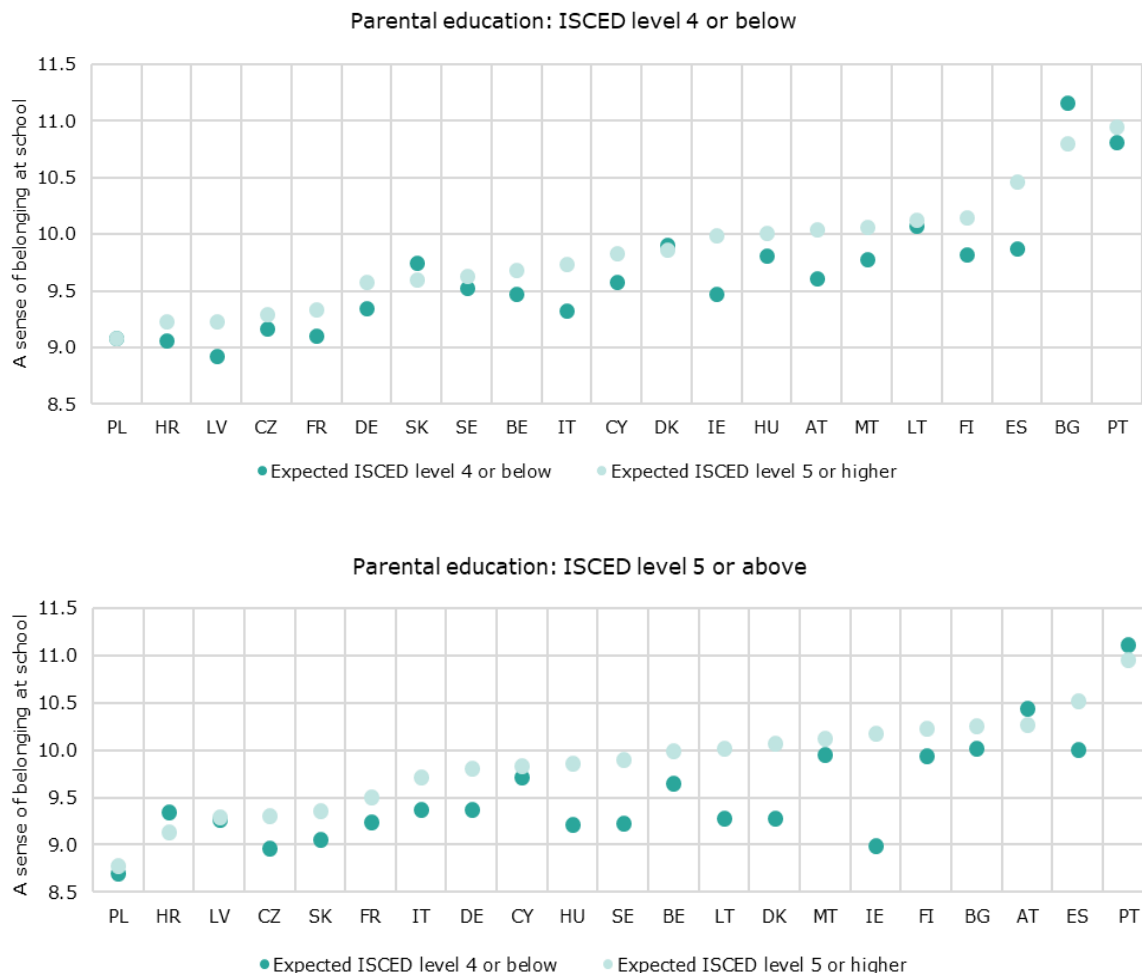 Parental education: ISCED level 4 or below
A sense of belonging at school
11.5
11.0
10.5
10.0
9.5
9.0
8.5
PL HR LV CZ FR DE SK SE BE IT CY DK IE HU AT MT LT FI ES BG PT
Expected ISCED level 4 or below Expected ISCED level 5 or higher
Parental education: ISCED level 5 or above
A sense of belonging at school
11.5
11.0
10.5
10.0
9.5
9.0
8.5
PL HR LV CZ SK FR IT DE CY HU SE BE LT DK MT IE FI BG AT ES PT
Expected ISCED level 4 or below Expected ISCED level 5 or higher